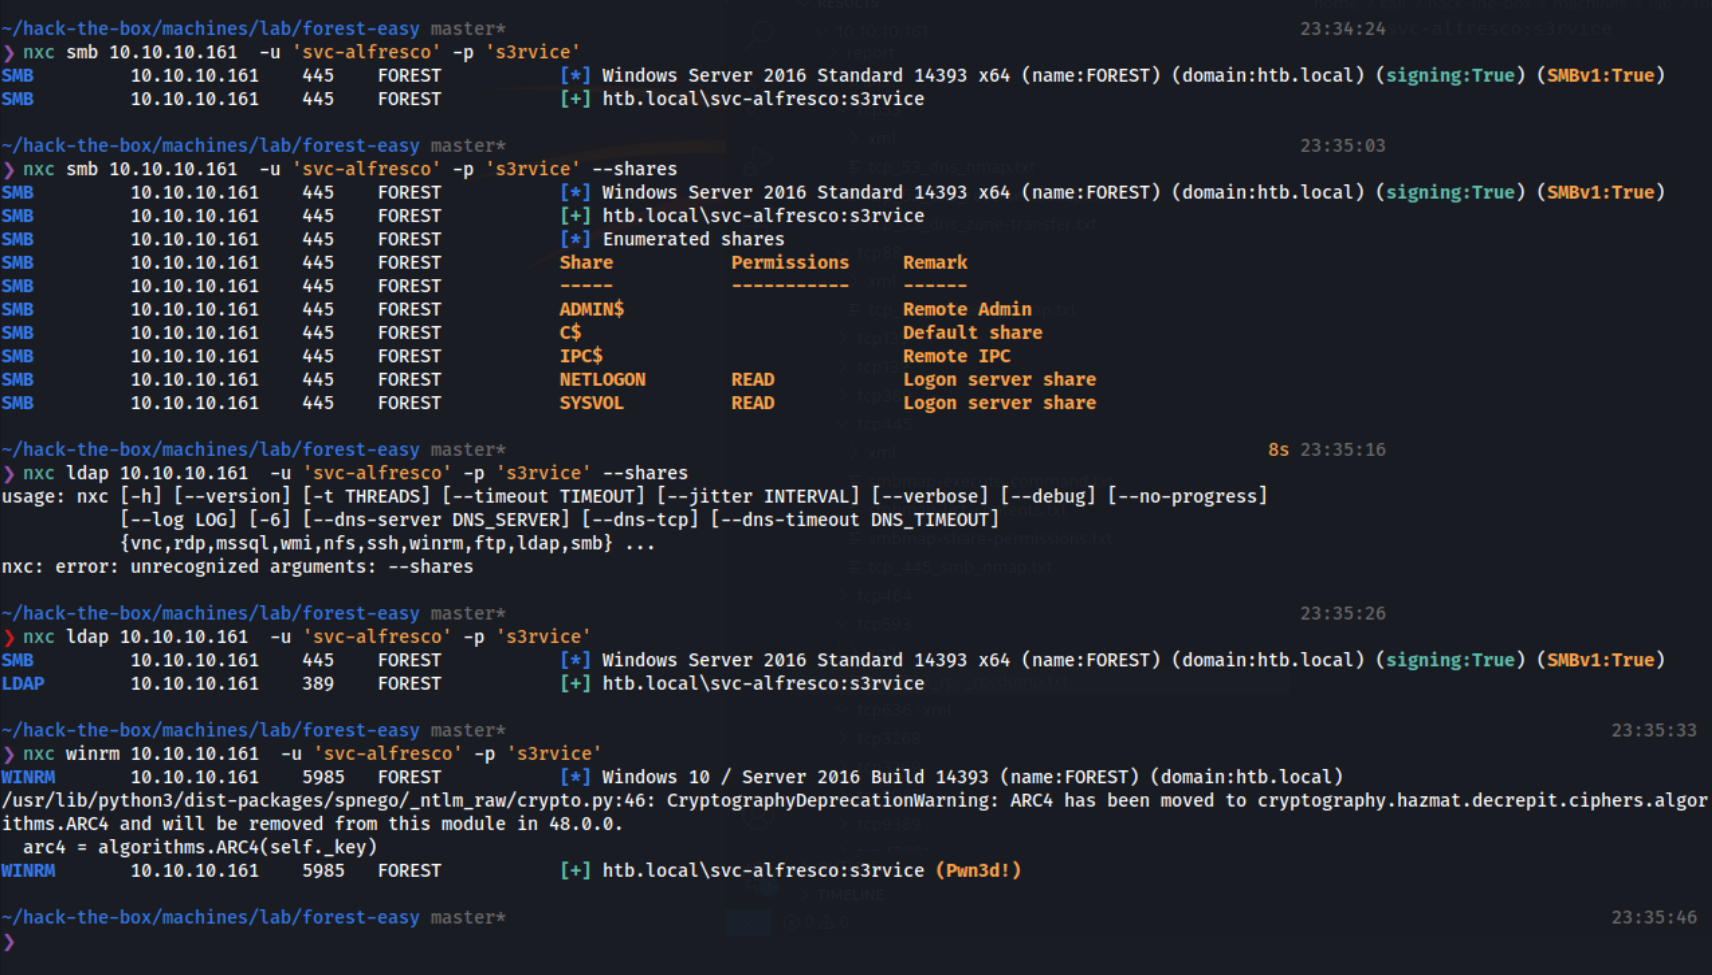 ~/hack-the-box/machines/lab/forest-easy master* 23:34:24
❯ nxc smb 10.10.10.161  -u 'svc-alfresco' -p 's3rvice'
SMB         10.10.10.161    445    FOREST           [*] Windows Server 2016 Standard 14393 x64 (name:FOREST) (domain:htb.local) (signing:True) (SMBv1:True)
SMB         10.10.10.161    445    FOREST           [+] htb.local\svc-alfresco:s3rvice
~/hack-the-box/machines/lab/forest-easy master* 23:35:03
❯ nxc smb 10.10.10.161  -u 'svc-alfresco' -p 's3rvice' --shares
SMB         10.10.10.161    445    FOREST           [*] Windows Server 2016 Standard 14393 x64 (name:FOREST) (domain:htb.local) (signing:True) (SMBv1:True)
SMB         10.10.10.161    445    FOREST           [+] htb.local\svc-alfresco:s3rvice
SMB         10.10.10.161    445    FOREST           [*] Enumerated shares
SMB         10.10.10.161    445    FOREST           Share           Permissions     Remark
SMB         10.10.10.161    445    FOREST           -----           -----------     ------
SMB         10.10.10.161    445    FOREST           ADMIN$                          Remote Admin
SMB         10.10.10.161    445    FOREST           C$                              Default share
SMB         10.10.10.161    445    FOREST           IPC$                            Remote IPC
SMB         10.10.10.161    445    FOREST           NETLOGON        READ            Logon server share
SMB         10.10.10.161    445    FOREST           SYSVOL          READ            Logon server share
~/hack-the-box/machines/lab/forest-easy master* 8s 23:35:16
❯ nxc ldap 10.10.10.161  -u 'svc-alfresco' -p 's3rvice' --shares
usage: nxc [-h] [--version] [-t THREADS] [--timeout TIMEOUT] [--jitter INTERVAL] [--verbose] [--debug] [--no-progress]
           [--log LOG] [-6] [--dns-server DNS_SERVER] [--dns-tcp] [--dns-timeout DNS_TIMEOUT]
           {vnc,rdp,mssql,wmi,nfs,ssh,winrm,ftp,ldap,smb} ...
nxc: error: unrecognized arguments: --shares
~/hack-the-box/machines/lab/forest-easy master* 23:35:26
❯ nxc ldap 10.10.10.161  -u 'svc-alfresco' -p 's3rvice'
SMB         10.10.10.161    445    FOREST           [*] Windows Server 2016 Standard 14393 x64 (name:FOREST) (domain:htb.local) (signing:True) (SMBv1:True)
LDAP        10.10.10.161    389    FOREST           [+] htb.local\svc-alfresco:s3rvice
~/hack-the-box/machines/lab/forest-easy master* 23:35:33
❯ nxc winrm 10.10.10.161  -u 'svc-alfresco' -p 's3rvice'
WINRM       10.10.10.161    5985   FOREST           [*] Windows 10 / Server 2016 Build 14393 (name:FOREST) (domain:htb.local)
/usr/lib/python3/dist-packages/spnego/_ntlm_raw/crypto.py:46: CryptographyDeprecationWarning: ARC4 has been moved to cryptography.hazmat.decrepit.ciphers.algor
ithms.ARC4 and will be removed from this module in 48.0.0.
  arc4 = algorithms.ARC4(self._key)
WINRM       10.10.10.161    5985   FOREST           [+] htb.local\svc-alfresco:s3rvice (Pwn3d!)
~/hack-the-box/machines/lab/forest-easy master* 23:35:46
❯